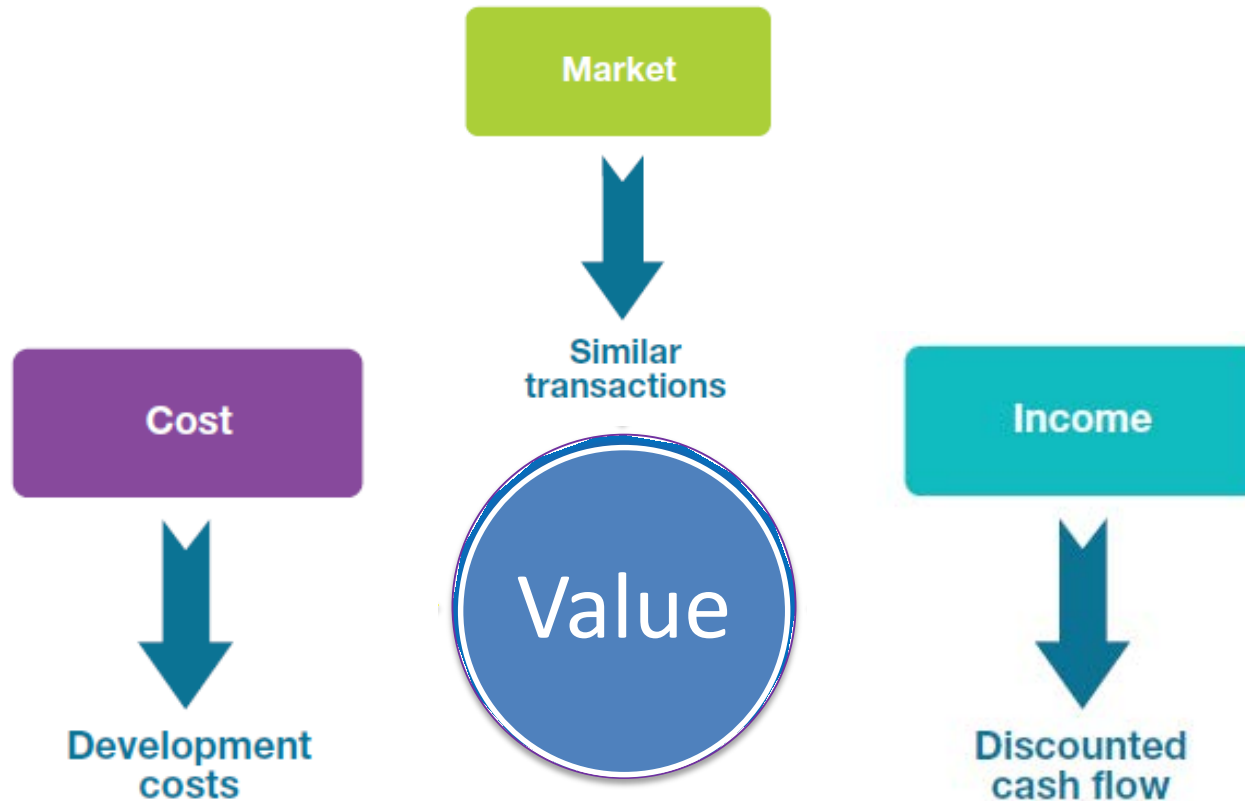 Market
Similar
transactions
Cost
Income
Value
Development
costs
Discounted
cash flow